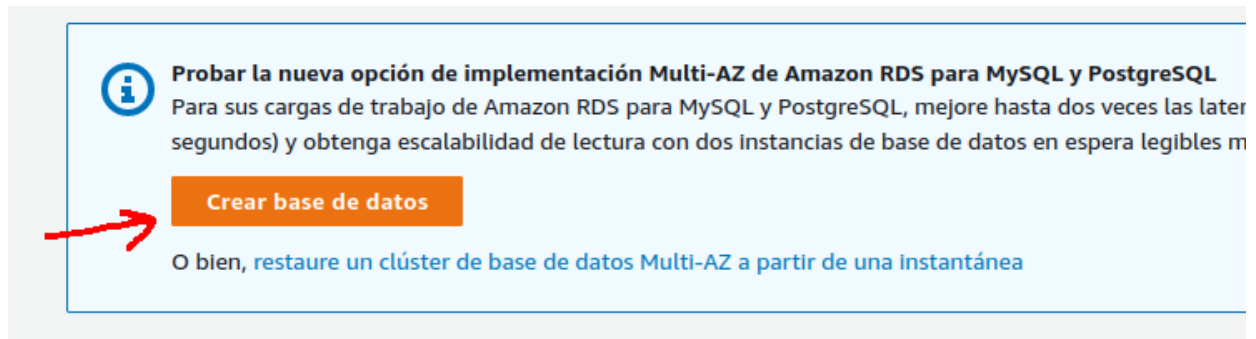 Probar la nueva opción de implementación Multi-AZ de Amazon RDS para MySQL y PostgreSQL
Para sus cargas de trabajo de Amazon RDS para MySQL y PostgreSQL, mejore hasta dos veces las
segundos) y obtenga escalabilidad de lectura con dos instancias de base de datos en espera legibles
Crear base de datos
O bien, restaure un clúster de base de datos Multi-AZ a partir de una instantánea